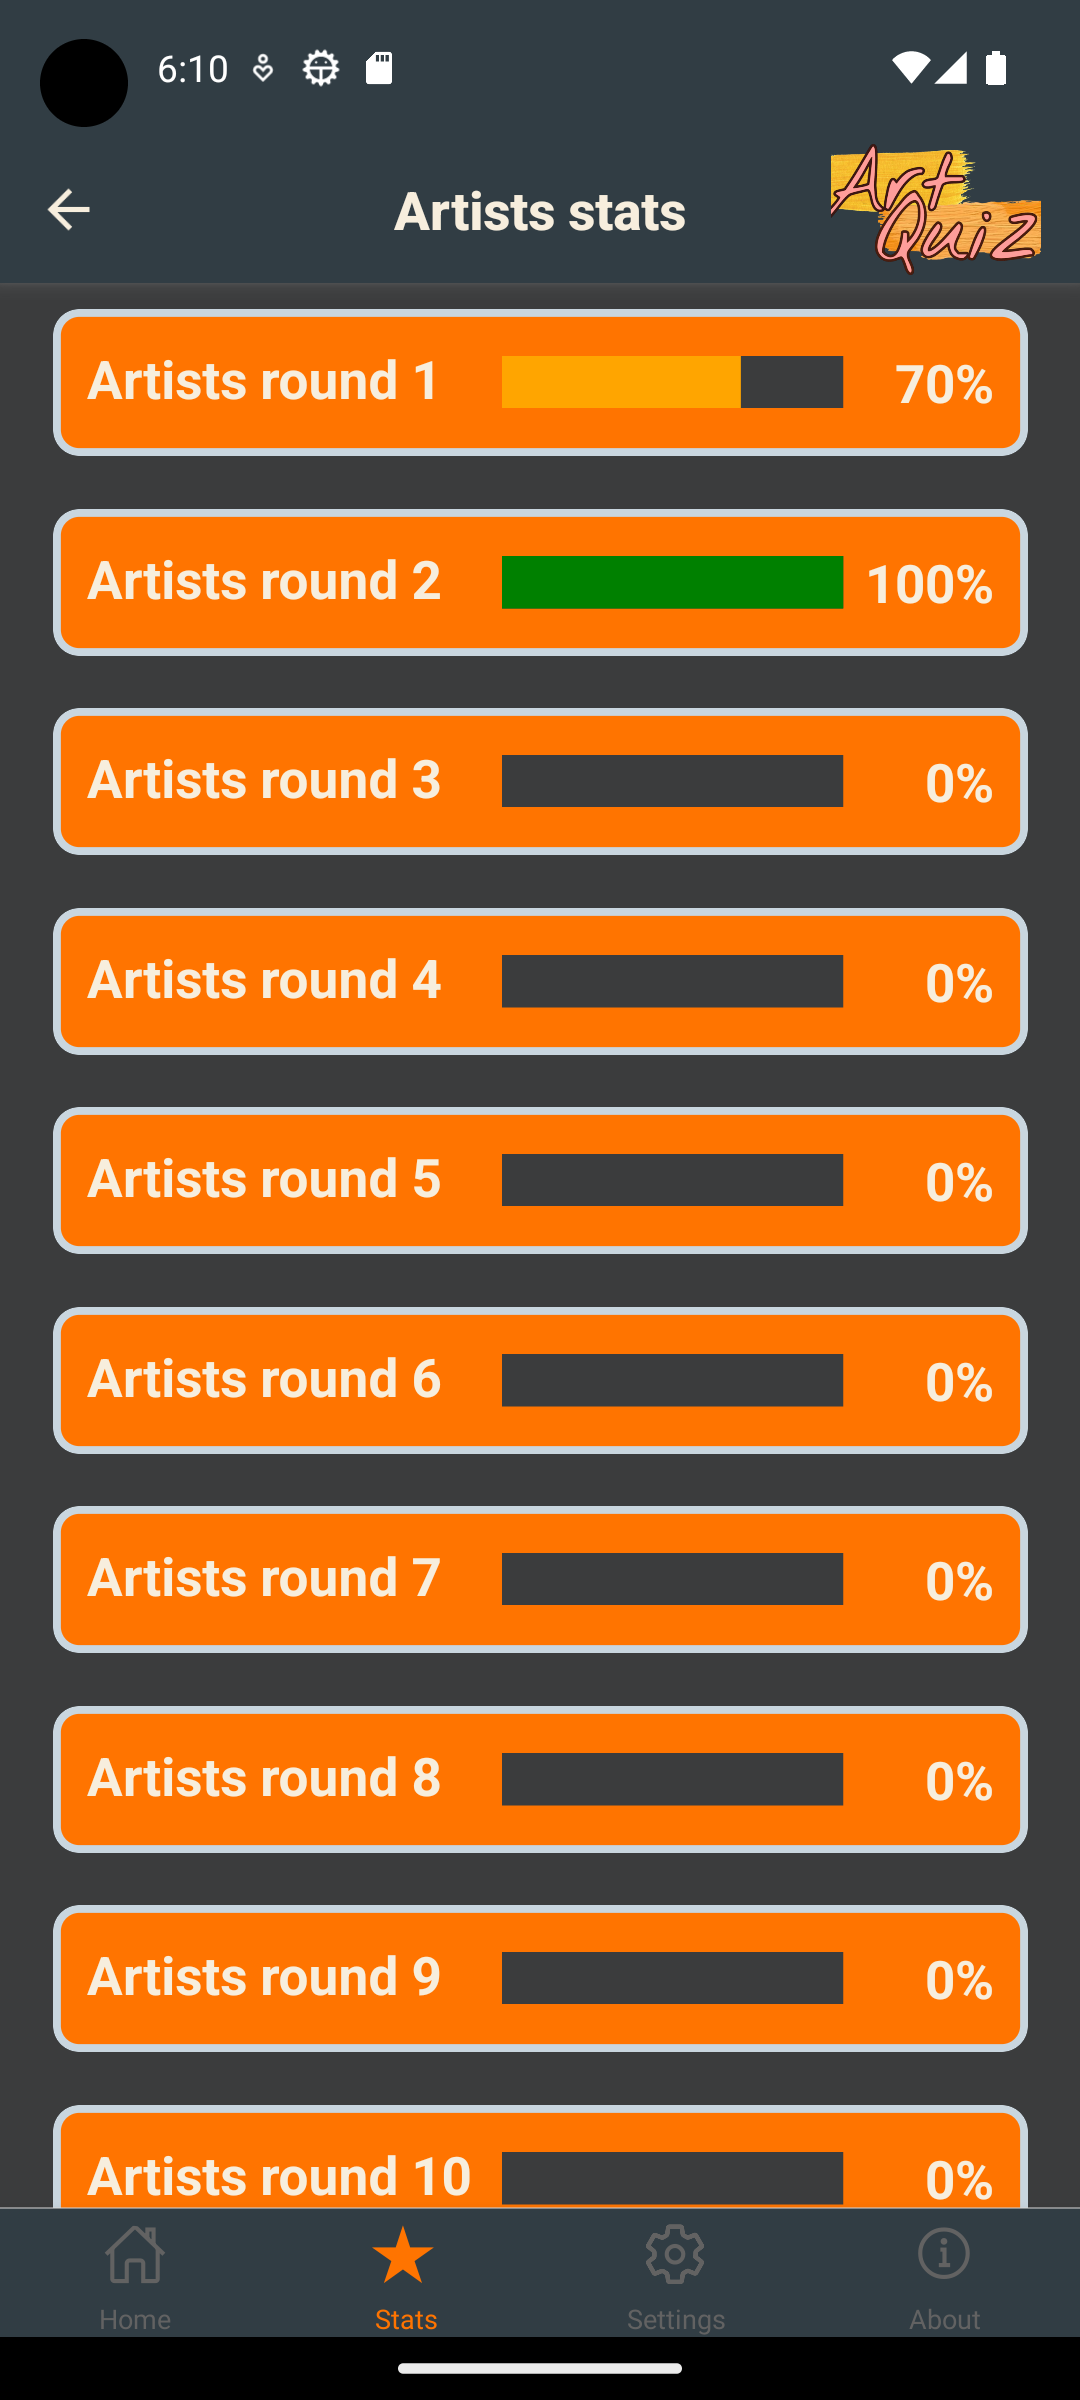 6:10
Artists stats
Art
Quiz
Artists round 1 70%
Artists round 2 100%
Artists round 3 0%
Artists round 4 0%
Artists round 5 0%
Artists round 6 0%
Artists round 7 0%
Artists round 8 0%
Artists round 9 0%
Artists round 10 0%
Home Stats Settings About